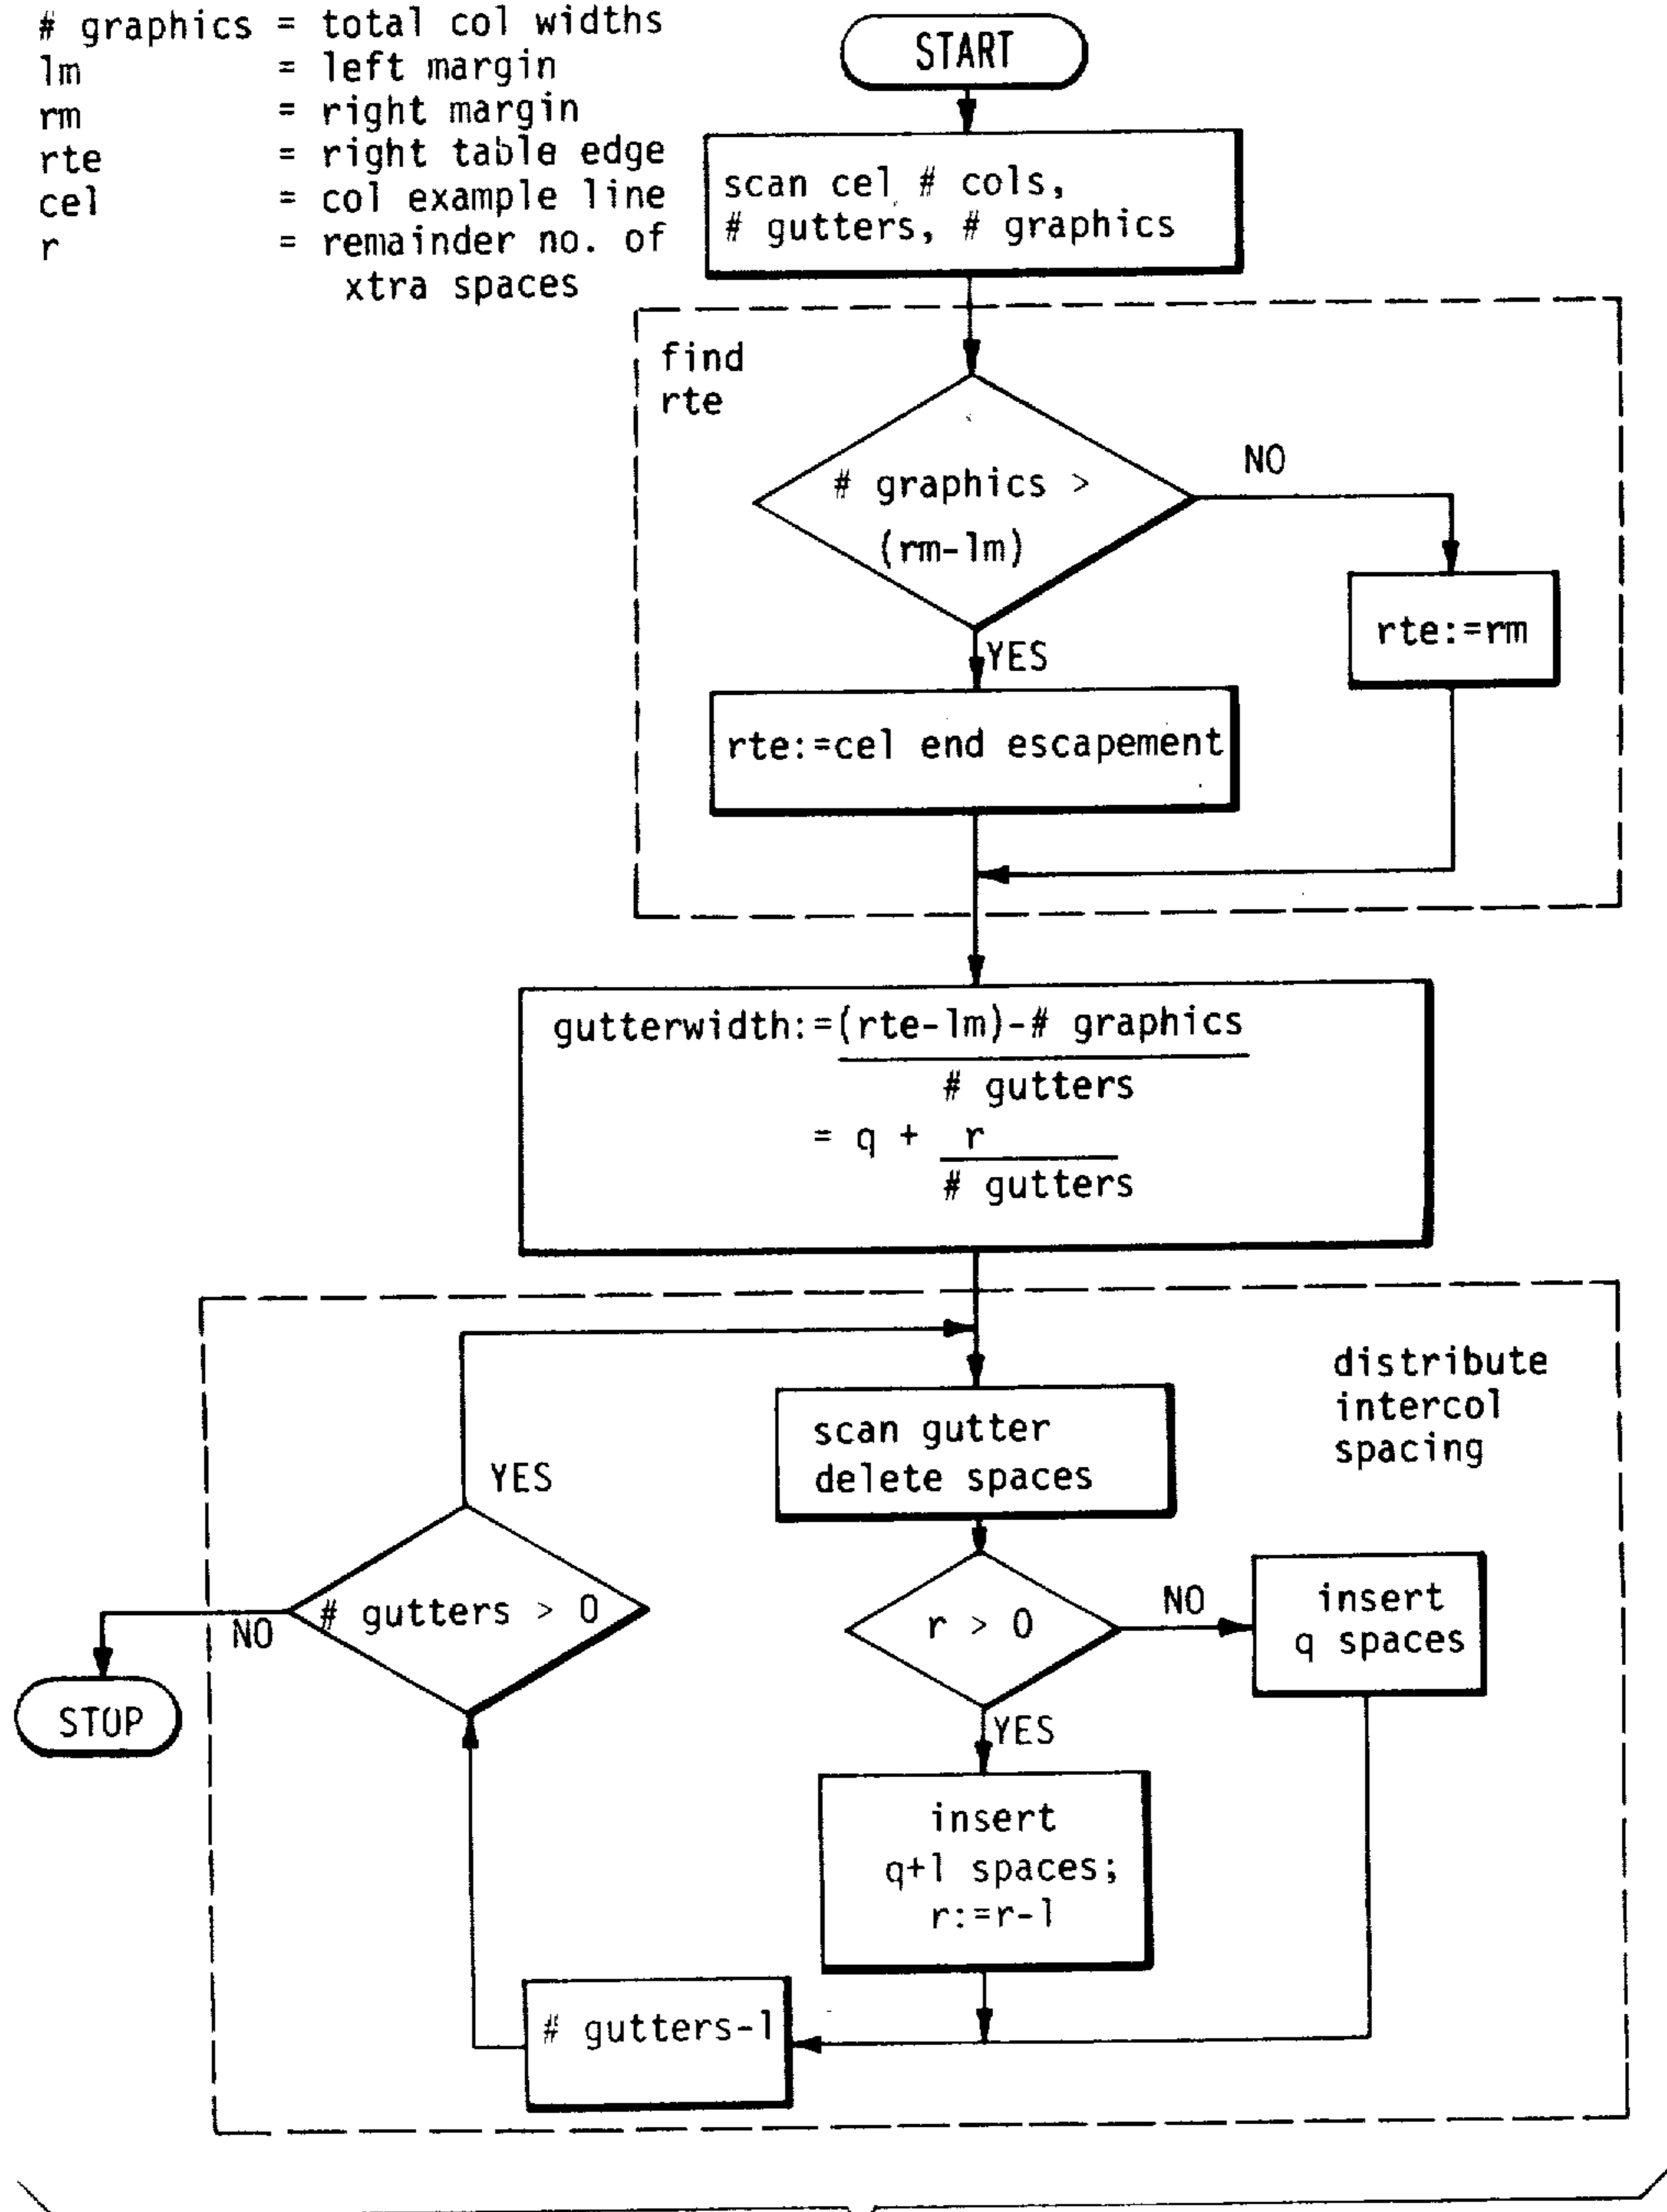 # graphics = total col widths
lm = left margin
rm = right margin
rte = right table edge
cel = col example line
r = remainder no. of
xtra spaces
START
scan cel # cols,
# gutters, # graphics
find
rte
# graphics >
(rm-lm)
NO
YES
rte:=rm
rte:=cel end escapement
gutterwidth:=(rte-lm)-# graphics
# gutters
= q + r
# gutters
distribute
intercol
spacing
scan gutter
delete spaces
YES
# gutters > 0
NO
STOP
r > 0
NO
insert
q spaces
YES
insert
q+1 spaces;
r:=r-1
# gutters-1